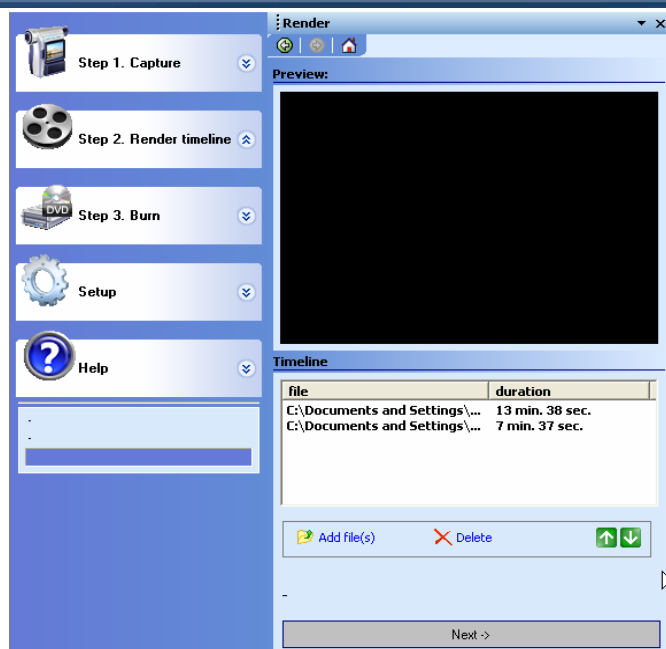 Step 1. Capture
Step 2. Render timeline
DVD
Step 3. Burn
Setup
Help
Render
Preview:
Timeline
file duration
C:\Documents and Settings\... 13 min. 38 sec.
C:\Documents and Settings\... 7 min. 37 sec.
Add file(s) Delete
Next ->